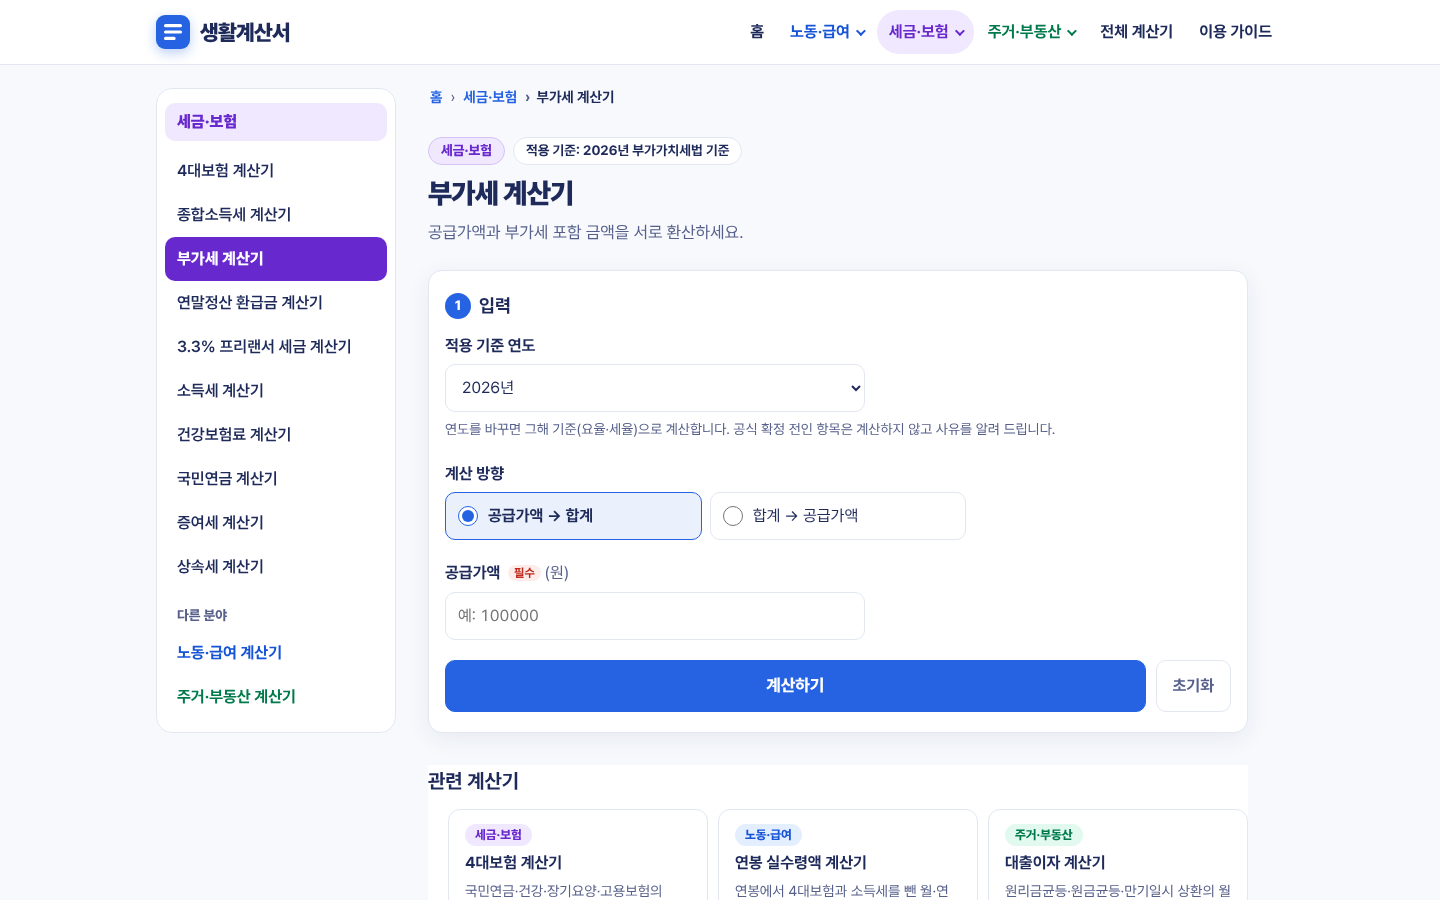 생활계산서
홈
노동·급여
세금·보험
주거·부동산
전체 계산기
이용 가이드
세금·보험
4대보험 계산기
종합소득세 계산기
부가세 계산기
연말정산 환급금 계산기
3.3% 프리랜서 세금 계산기
소득세 계산기
건강보험료 계산기
국민연금 계산기
증여세 계산기
상속세 계산기
다른 분야
노동·급여 계산기
주거·부동산 계산기
홈 › 세금·보험 › 부가세 계산기
세금·보험
적용 기준: 2026년 부가가치세법 기준
부가세 계산기
공급가액과 부가세 포함 금액을 서로 환산하세요.
1 입력
적용 기준 연도
2026년
연도를 바꾸면 그해 기준(요율·세율)으로 계산합니다. 공식 확정 전인 항목은 계산하지 않고 사유를 알려 드립니다.
계산 방향
공급가액 → 합계
합계 → 공급가액
공급가액 필수 (원)
예: 100000
계산하기
초기화
관련 계산기
세금·보험
4대보험 계산기
국민연금·건강·장기요양·고용보험의
노동·급여
연봉 실수령액 계산기
연봉에서 4대보험과 소득세를 뺀 월·연
주거·부동산
대출이자 계산기
원리금균등·원금균등·만기일시 상환의 월